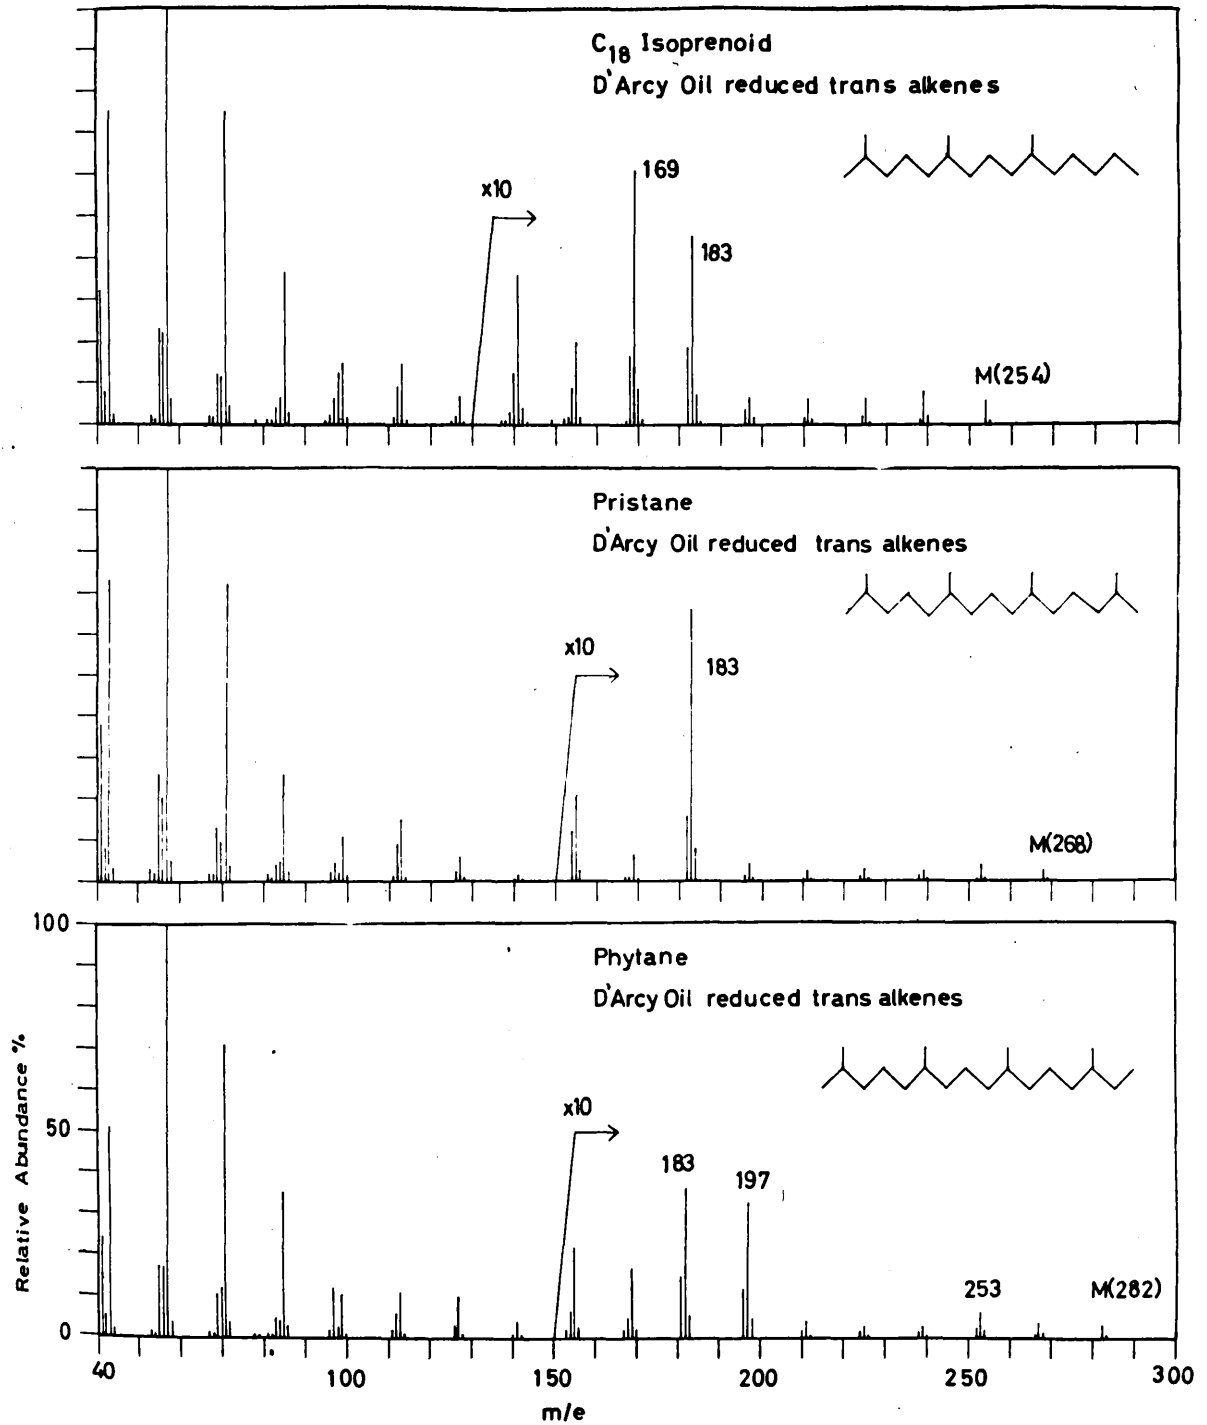 C18 Isoprenoid
D'Arcy Oil reduced trans alkenes
x10
169
183
M(254)
Pristane
D'Arcy Oil reduced trans alkenes
x10
183
M(268)
100
Phytane
D'Arcy Oil reduced trans alkenes
x10
50
183
197
253
M(282)
0
Relative Abundance %
40
100
150
200
250
300
m/e